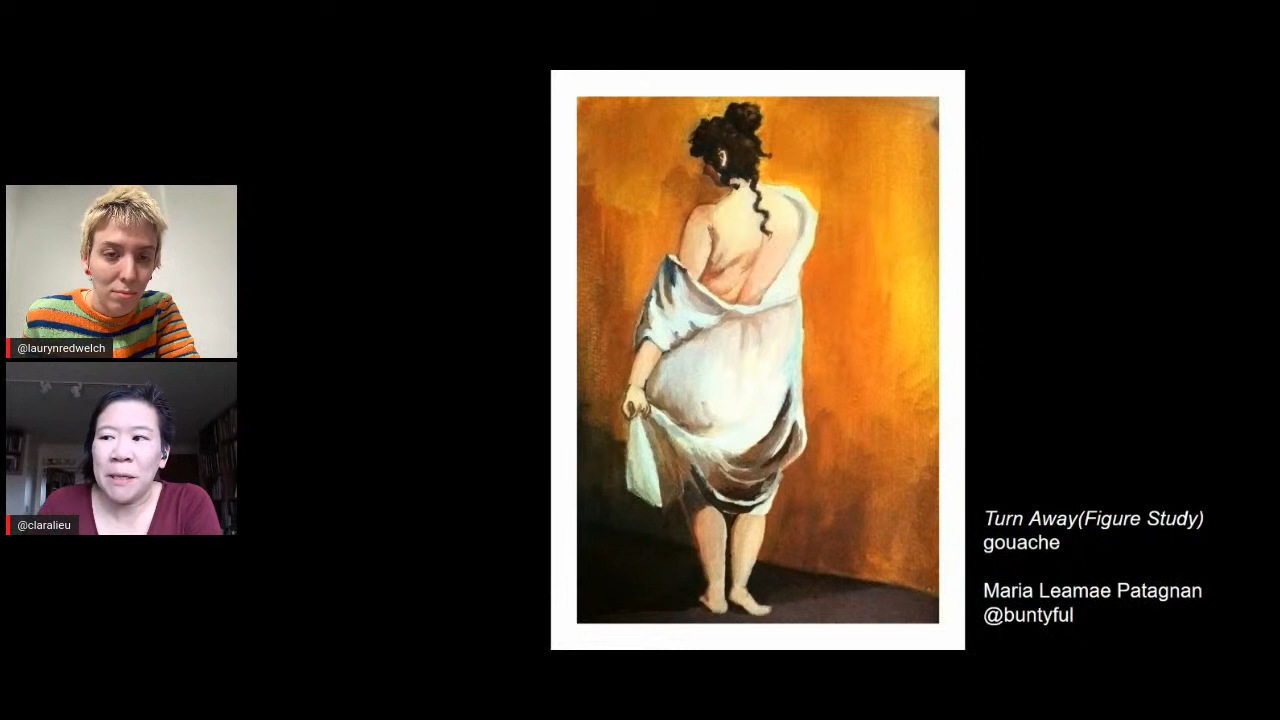 @laurynredwelch
@claralieu
Turn Away(Figure Study)
gouache
Maria Leamae Patagnan
@buntyful